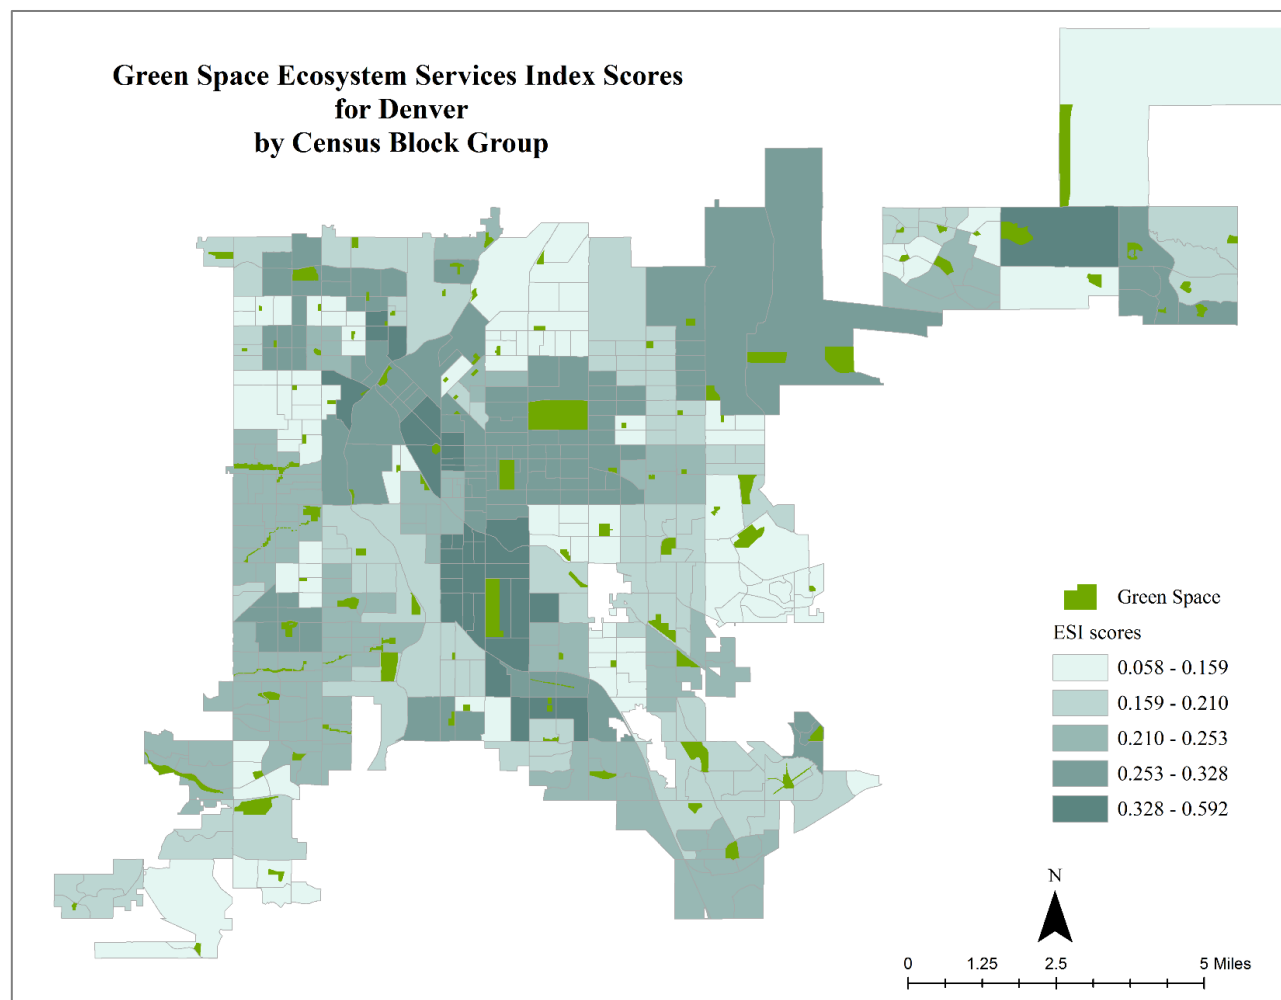 Green Space Ecosystem Services Index Scores
for Denver
by Census Block Group
Green Space
ESI scores
0.058 - 0.159
0.159 - 0.210
0.210 - 0.253
0.253 - 0.328
0.328 - 0.592
N
0 1.25 2.5 5 Miles